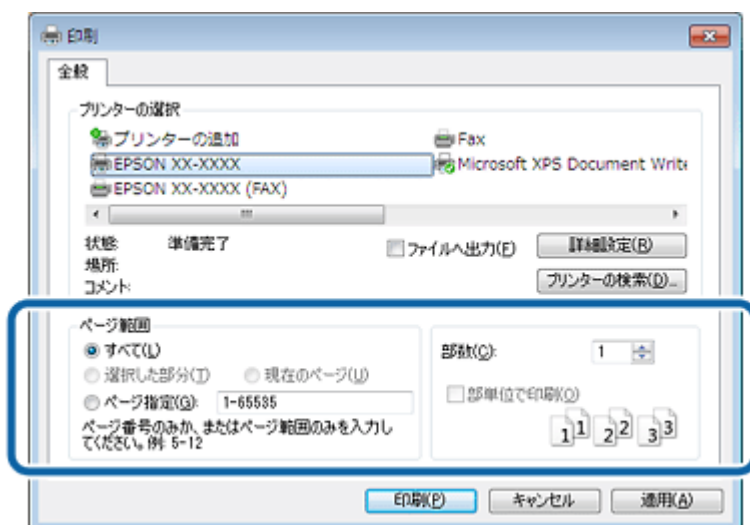 印刷
全般
プリンターの選択
プリンターの追加
Fax
EPSON XX-XXXX
Microsoft XPS Document Write
EPSON XX-XXXX (FAX)
状態: 準備完了
ファイルへ出力(F)
詳細設定(R)
場所:
コメント:
プリンターの検索(D)...
ページ範囲
すべて(L)
選択した部分(T)
現在のページ(U)
ページ指定(G): 1-65535
ページ番号のみか、またはページ範囲のみを入力し
てください。例: 5-12
部数(C): 1
部単位で印刷(O)
11 22 33
印刷(P)
キャンセル
適用(A)